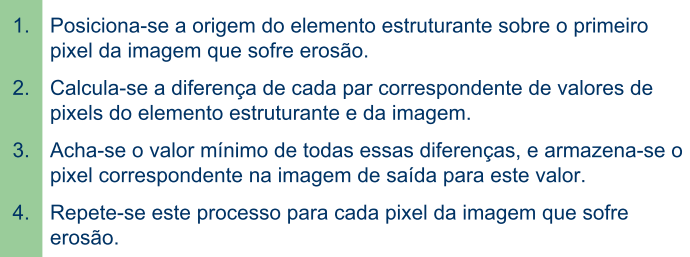 1. Posiciona-se a origem do elemento estruturante sobre o primeiro
pixel da imagem que sofre erosão.
2. Calcula-se a diferença de cada par correspondente de valores de
pixels do elemento estruturante e da imagem.
3. Acha-se o valor mínimo de todas essas diferenças, e armazena-se o
pixel correspondente na imagem de saída para este valor.
4. Repete-se este processo para cada pixel da imagem que sofre
erosão.